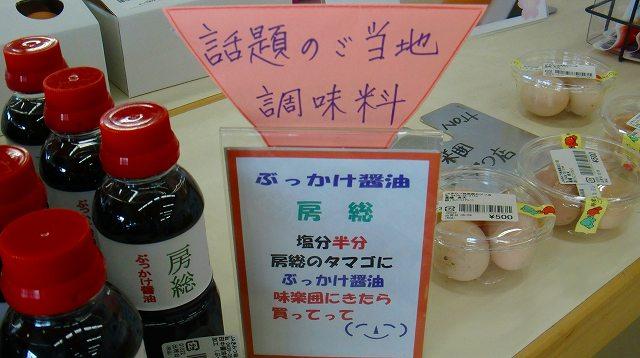 話題のご当地
調味料
ぶっかけ醤油
房総
塩分半分
房総のタマゴに
ぶっかけ醤油
味楽囲にきたら
買ってって
房総
ぶっかけ醤油
¥500